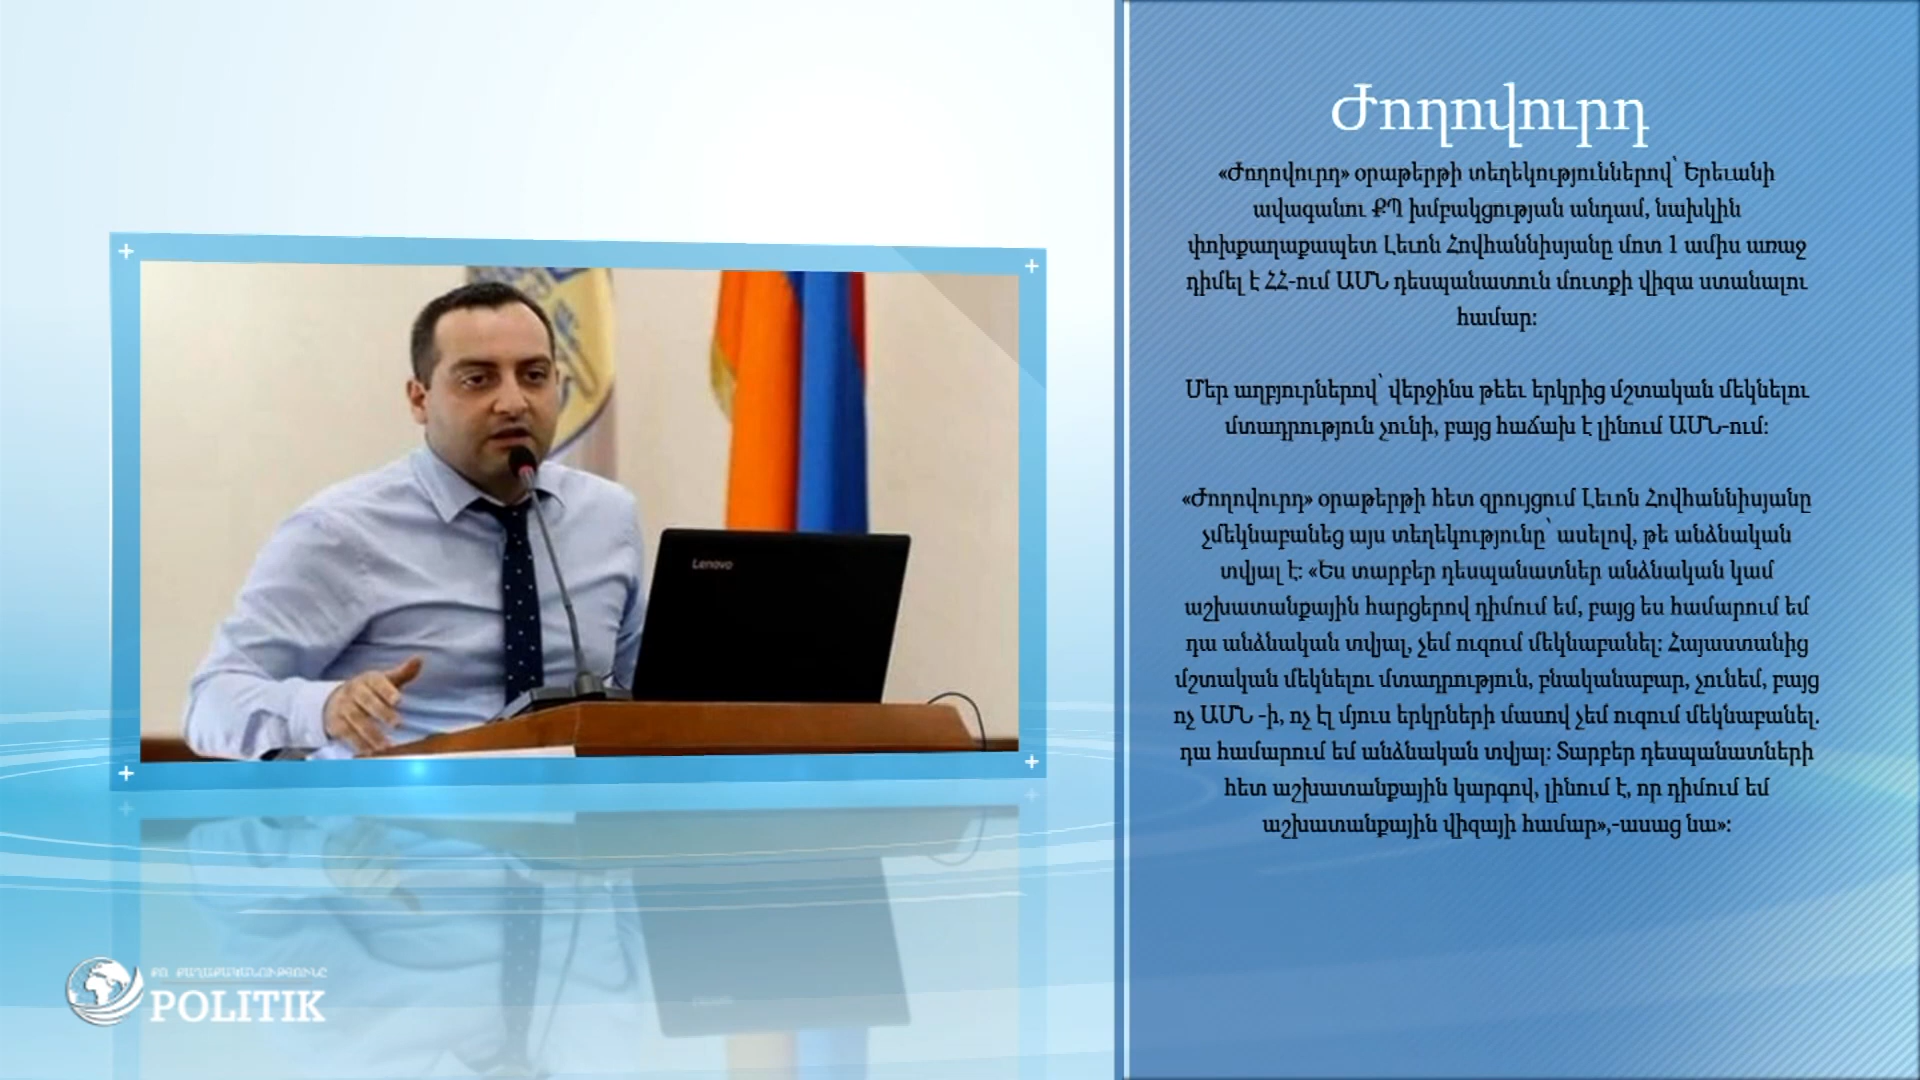 Ժողովուրդ
«Ժողովուրդ» օրաթերթի տեղեկություններով՝ Երեւանի
ավագանու ՔՊ խմբակցության անդամ, նախկին
փոխքաղաքապետ Լեւոն Հովհաննիսյանը մոտ 1 ամիս առաջ
դիմել է ՀՀ-ում ԱՄՆ դեսպանատուն մուտքի վիզա ստանալու
համար:
Մեր աղբյուրներով՝ վերջինս թեեւ երկրից մշտական մեկնելու
մտադրություն չունի, բայց հաճախ է լինում ԱՄՆ-ում:
«Ժողովուրդ» օրաթերթի հետ զրույցում Լեւոն Հովհաննիսյանը
չմեկնաբանեց այս տեղեկությունը՝ ասելով, թե անձնական
տվյալ է: «Ես տարբեր դեսպանատներ անձնական կամ
աշխատանքային հարցերով դիմում եմ, բայց ես համարում եմ
դա անձնական տվյալ, չեմ ուզում մեկնաբանել: Հայաստանից
մշտական մեկնելու մտադրություն, բնականաբար, չունեմ, բայց
ոչ ԱՄՆ -ի, ոչ էլ մյուս երկրների մասով չեմ ուզում մեկնաբանել.
դա համարում եմ անձնական տվյալ: Տարբեր դեսպանատների
հետ աշխատանքային կարգով, լինում է, որ դիմում եմ
աշխատանքային վիզայի համար»,-ասաց նա»:
Lenovo
ՔՈ ՔԱՂԱՔԱԿԱՆՈՒԹՅՈՒՆԸ
POLITIK